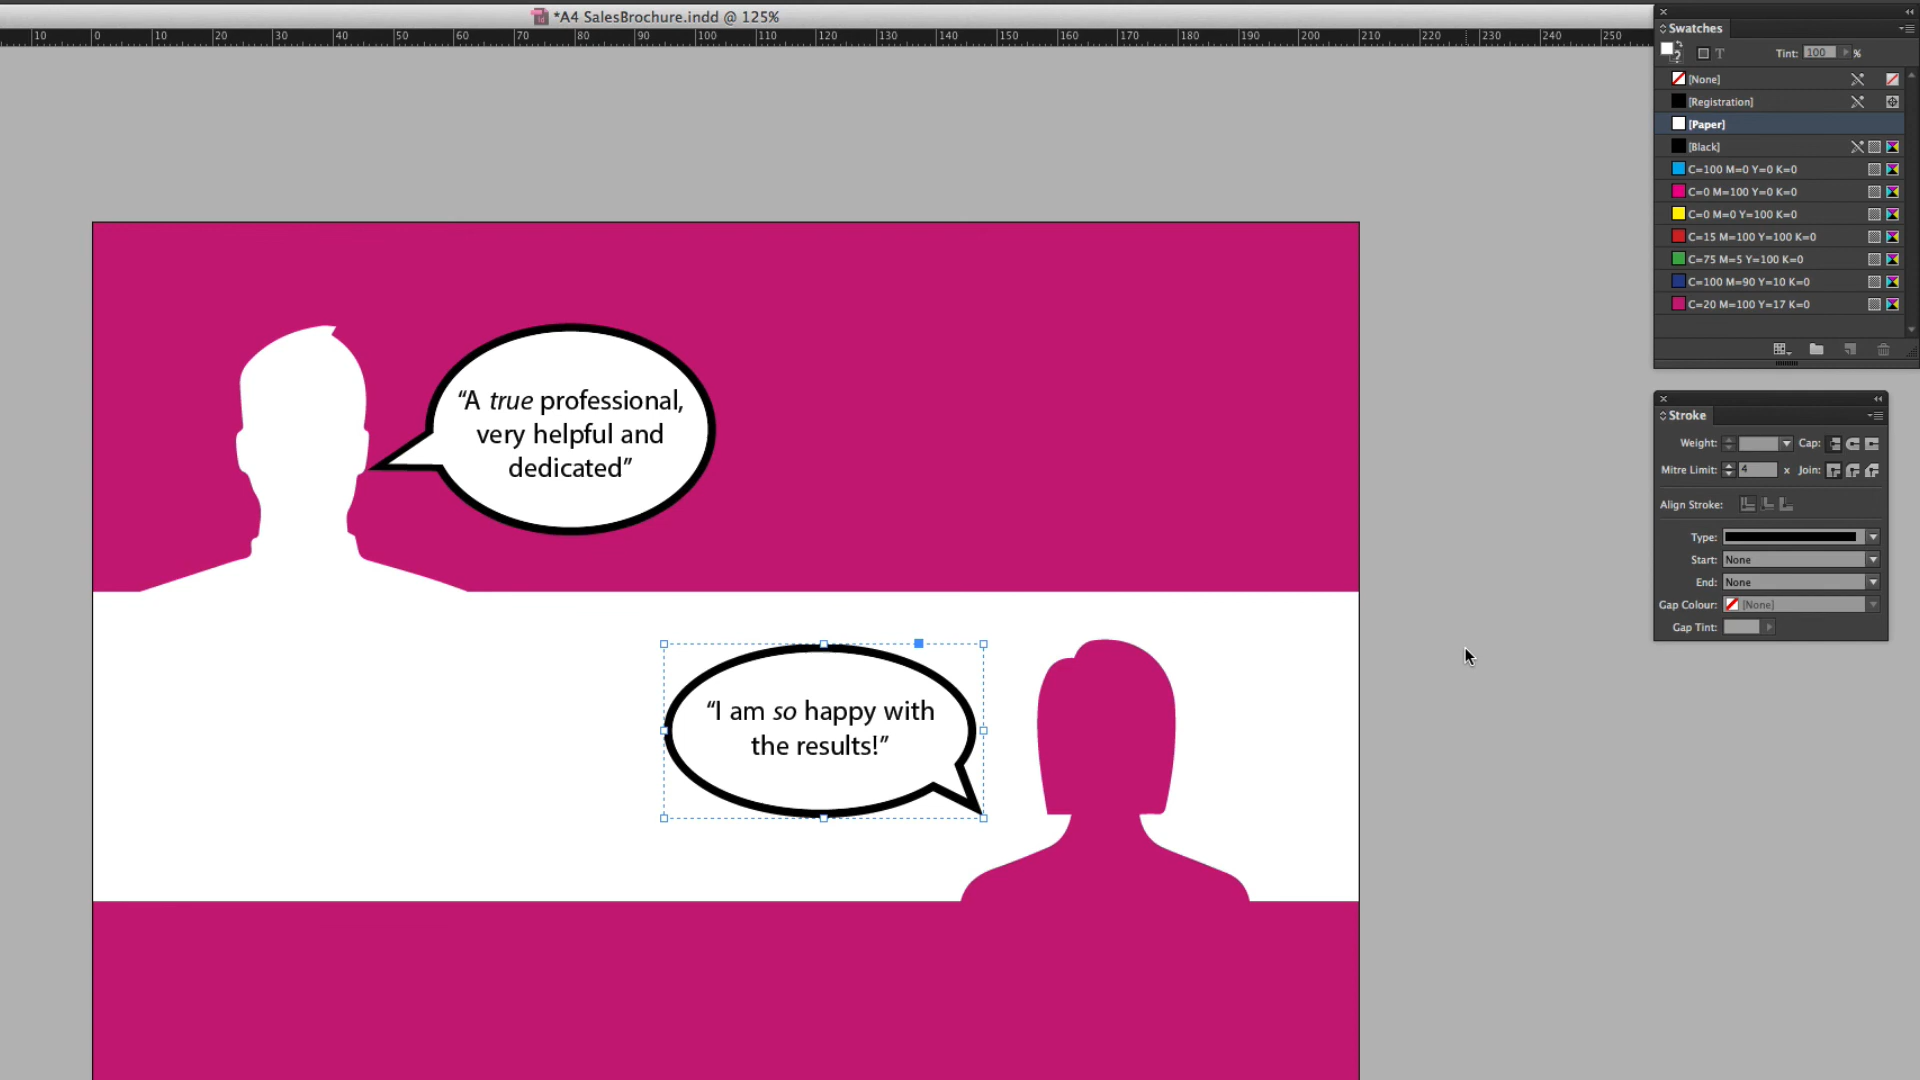 *A4 SalesBrochure.indd @ 125%
10 0 10 20 30 40 50 60 70 80 90 100 110 120 130 140 150 160 170 180 190 200 210 220 230 240 250
Swatches
T Tint: 100 %
[None]
[Registration]
[Paper]
[Black]
C=100 M=0 Y=0 K=0
C=0 M=100 Y=0 K=0
C=0 M=0 Y=100 K=0
C=15 M=100 Y=100 K=0
C=75 M=5 Y=100 K=0
C=100 M=90 Y=10 K=0
C=20 M=100 Y=17 K=0
Stroke
Weight: Cap:
Mitre Limit: 4 x Join:
Align Stroke:
Type:
Start: None
End: None
Gap Colour: [None]
Gap Tint:
“A true professional,
very helpful and
dedicated”
“I am so happy with
the results!”